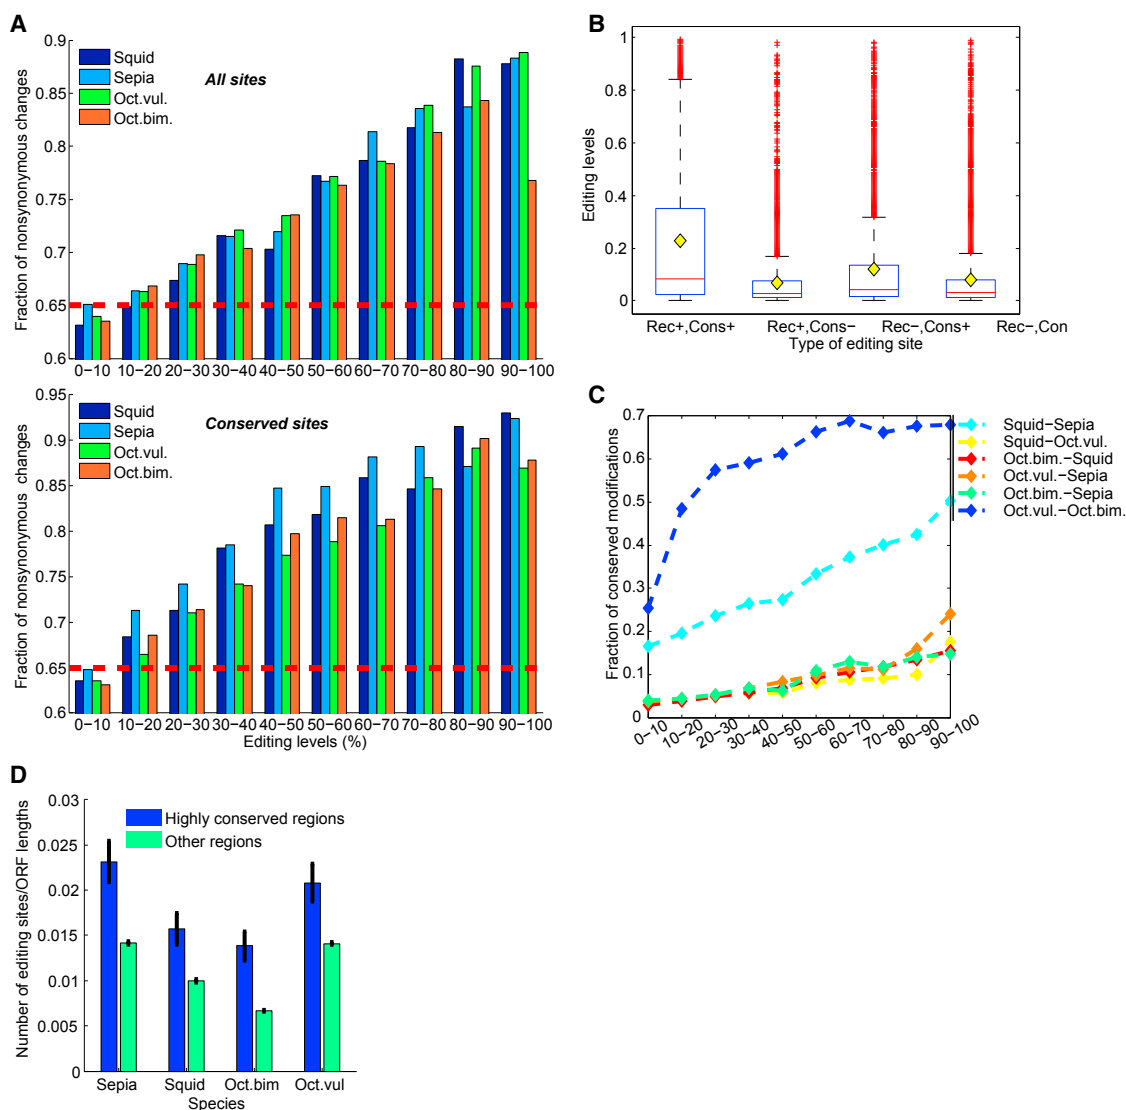 A
Fraction of nonsynonymous changes
0.9
0.85
0.8
0.75
0.7
0.65
0.6
Squid
Sepia
Oct.vul.
Oct.bim.
All sites
0−10 10−20 20−30 30−40 40−50 50−60 60−70 70−80 80−90 90−100
Fraction of nonsynonymous changes
0.95
0.9
0.85
0.8
0.75
0.7
0.65
0.6
Squid
Sepia
Oct.vul.
Oct.bim.
Conserved sites
0−10 10−20 20−30 30−40 40−50 50−60 60−70 70−80 80−90 90−100
Editing levels (%)
B
Editing levels
1
0.8
0.6
0.4
0.2
0
Rec+,Cons+ Rec+,Cons− Rec−,Cons+ Rec−,Con
Type of editing site
C
Fraction of conserved modifications
0.7
0.6
0.5
0.4
0.3
0.2
0.1
0
0−10 10−20 20−30 30−40 40−50 50−60 60−70 70−80 80−90 90−100
Squid−Sepia
Squid−Oct.vul.
Oct.bim.−Squid
Oct.vul.−Sepia
Oct.bim.−Sepia
Oct.vul.−Oct.bim.
D
Number of editing sites/ORF lengths
0.03
0.025
0.02
0.015
0.01
0.005
0
Highly conserved regions
Other regions
Sepia Squid Oct.bim Oct.vul
Species